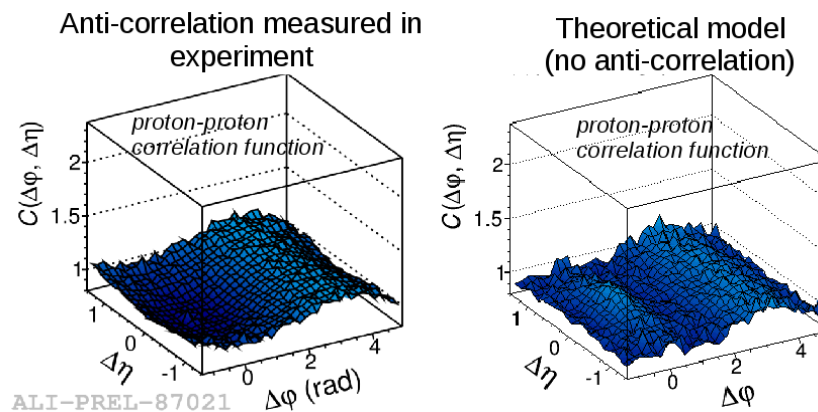 Anti-correlation measured in
experiment
proton-proton
correlation function
C(Δφ, Δη)
2
1.5
1
1
0
-1
Δη
0
2
4
Δφ (rad)
ALI-PREL-87021
Theoretical model
(no anti-correlation)
proton-proton
correlation function
C(Δφ, Δη)
2
1.5
1
1
0
-1
Δη
0
2
4
Δφ